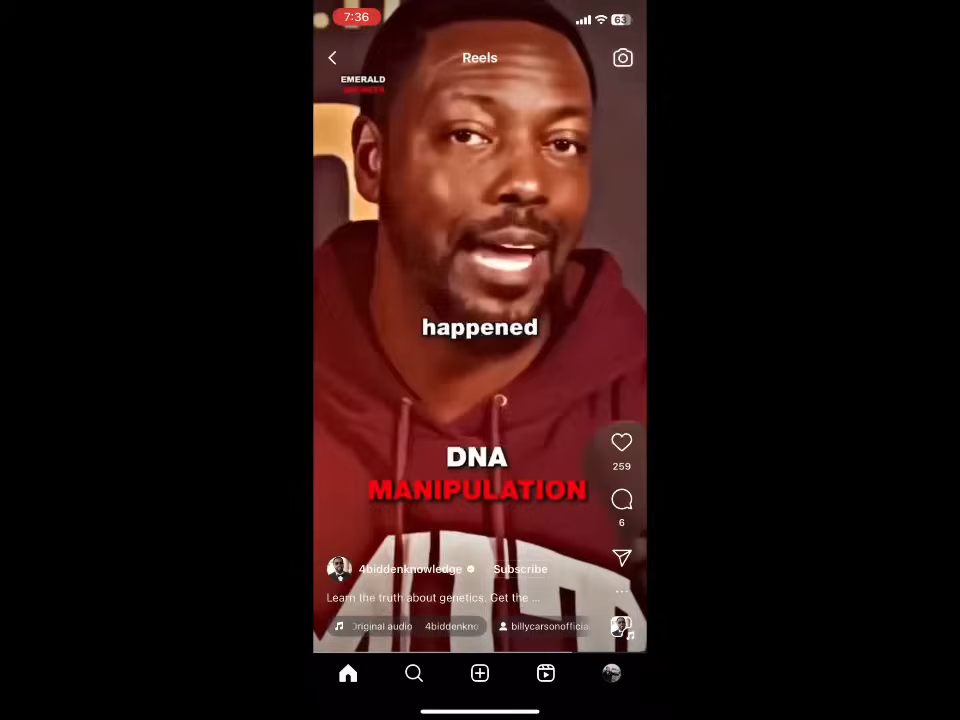 7:36
63
Reels
EMERALD
happened
DNA
MANIPULATION
259
6
4biddenknowledge
Subscribe
Learn the truth about genetics. Get the ...
Original audio 4biddenkno
billycarsonofficia